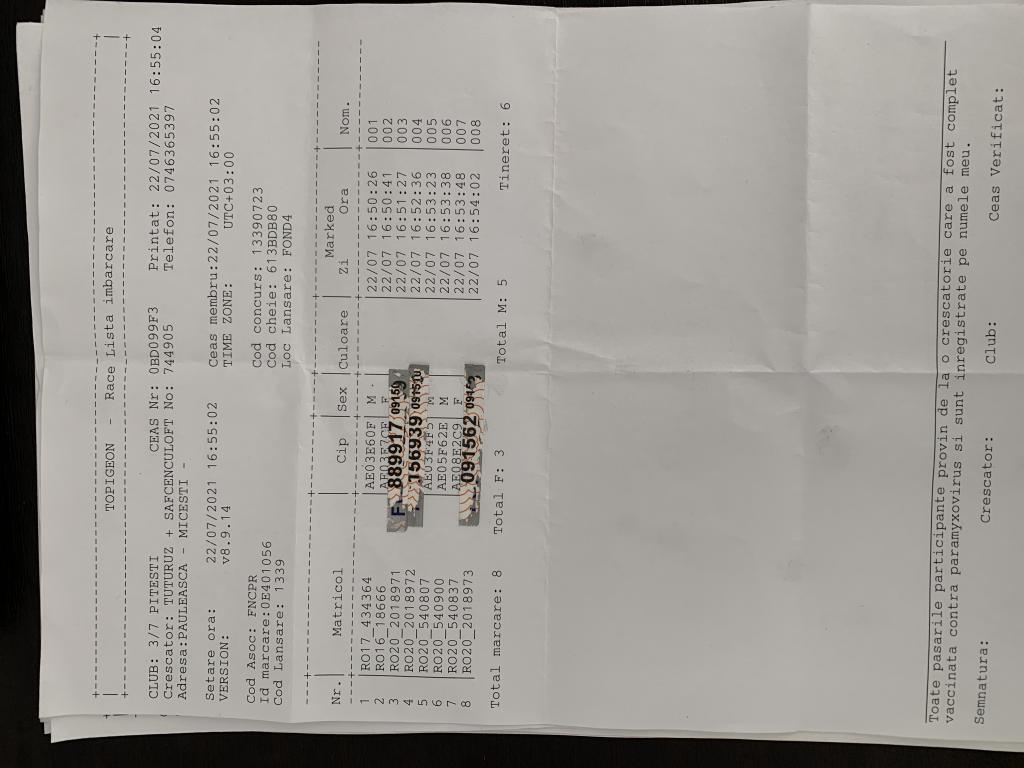 TOPIGEON - Race Lista imbarcare
CLUB: 3/7 PITESTI CEAS Nr: 0BD099F3 Printat: 22/07/2021 16:55:04
Crescator: TUTURUZ + SAFCENCULOFT No: 744905 Telefon: 0746365397
Adresa:PAULEASCA - MICESTI -
Setare ora: 22/07/2021 16:55:02 Ceas membru:22/07/2021 16:55:02
VERSION: v8.9.14 TIME ZONE: UTC+03:00
Cod Asoc: FNCPR Cod concurs: 13390723
Id marcare:0E401056 Cod cheie: 613BDB80
Cod Lansare: 1339 Loc Lansare: FOND4
Marked
Nr. Matricol Cip Sex Culoare Zi Ora Nom.
1 RO17_434364 AE03E60F M . 22/07 16:50:26 001
2 RO16_18666 F 22/07 16:50:41 002
3 RO20_2018971 889917 22/07 16:51:27 003
4 RO20_2018972 156939 22/07 16:52:36 004
5 RO20_540807 M 22/07 16:53:23 005
6 RO20_540900 AE05F62E M 22/07 16:53:38 006
7 RO20_540837 AE08E2C9 F 22/07 16:53:48 007
8 RO20_2018973 091562 22/07 16:54:02 008
Total marcare: 8 Total F: 3 Total M: 5 Tineret: 6
Toate pasarile participante provin de la o crescatorie care a fost complet
vaccinata contra paramyxovirus si sunt inregistrate pe numele meu.
Semnatura: Crescator: Club: Ceas Verificat: